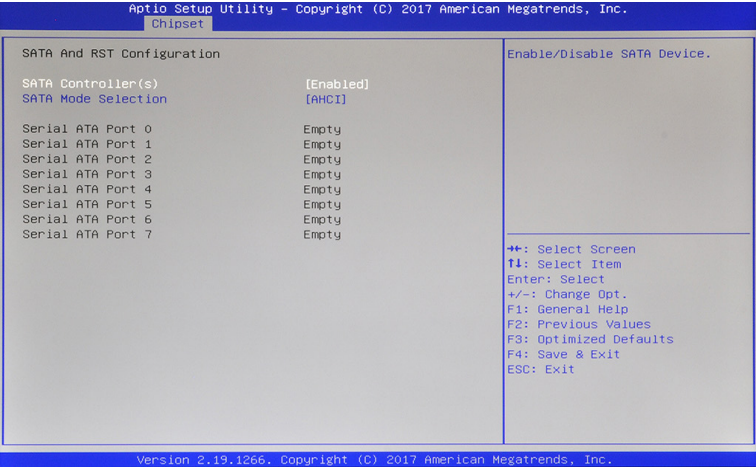 Aptio Setup Utility – Copyright (C) 2017 American Megatrends, Inc.
Chipset
SATA And RST Configuration
SATA Controller(s) [Enabled]
SATA Mode Selection [AHCI]
Serial ATA Port 0 Empty
Serial ATA Port 1 Empty
Serial ATA Port 2 Empty
Serial ATA Port 3 Empty
Serial ATA Port 4 Empty
Serial ATA Port 5 Empty
Serial ATA Port 6 Empty
Serial ATA Port 7 Empty
Enable/Disable SATA Device.
→←: Select Screen
↑↓: Select Item
Enter: Select
+/-: Change Opt.
F1: General Help
F2: Previous Values
F3: Optimized Defaults
F4: Save & Exit
ESC: Exit
Version 2.19.1266. Copyright (C) 2017 American Megatrends, Inc.